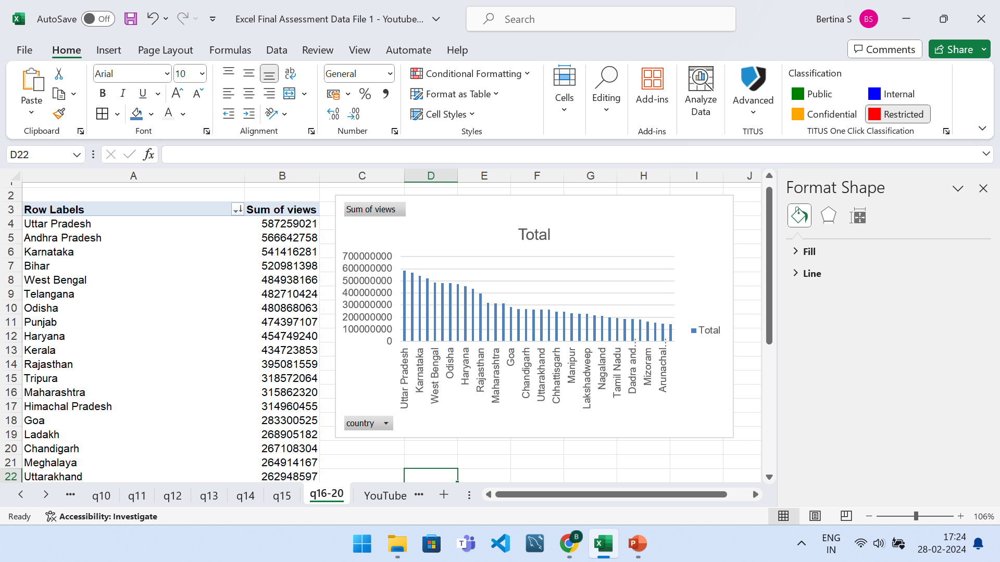 AutoSave Off Excel Final Assessment Data File 1 - Youtube... Search Bertina S BS
File Home Insert Page Layout Formulas Data Review View Automate Help Comments Share
Paste
Clipboard
Arial 10
B I U
Font
ab
Alignment
General
% ,
Number
Conditional Formatting
Format as Table
Cell Styles
Styles
Cells
Editing
Add-ins
Add-ins
Analyze
Data
Advanced
TITUS
Classification
Public Internal
Confidential Restricted
TITUS One Click Classification
D22 fx
A B C D E F G H I J
2
3 Row Labels Sum of views
4 Uttar Pradesh 587259021
5 Andhra Pradesh 566642758
6 Karnataka 541416281
7 Bihar 520981398
8 West Bengal 484938166
9 Telangana 482710424
10 Odisha 480868063
11 Punjab 474397107
12 Haryana 454749240
13 Kerala 434723853
14 Rajasthan 395081559
15 Tripura 318572064
16 Maharashtra 315862320
17 Himachal Pradesh 314960455
18 Goa 283300525
19 Ladakh 268905182
20 Chandigarh 267108304
21 Meghalaya 264914167
22 Uttarakhand 262948597
Sum of views
Total
700000000
600000000
500000000
400000000
300000000
200000000
100000000
0
Total
Uttar Pradesh
Karnataka
West Bengal
Odisha
Haryana
Rajasthan
Maharashtra
Goa
Chandigarh
Uttarakhand
Chhattisgarh
Manipur
Lakshadweep
Nagaland
Tamil Nadu
Dadra and...
Mizoram
Arunachal...
country
Format Shape
Fill
Line
... q10 q11 q12 q13 q14 q15 q16-20 YouTube ...
Ready Accessibility: Investigate 106%
ENG
IN
17:24
28-02-2024